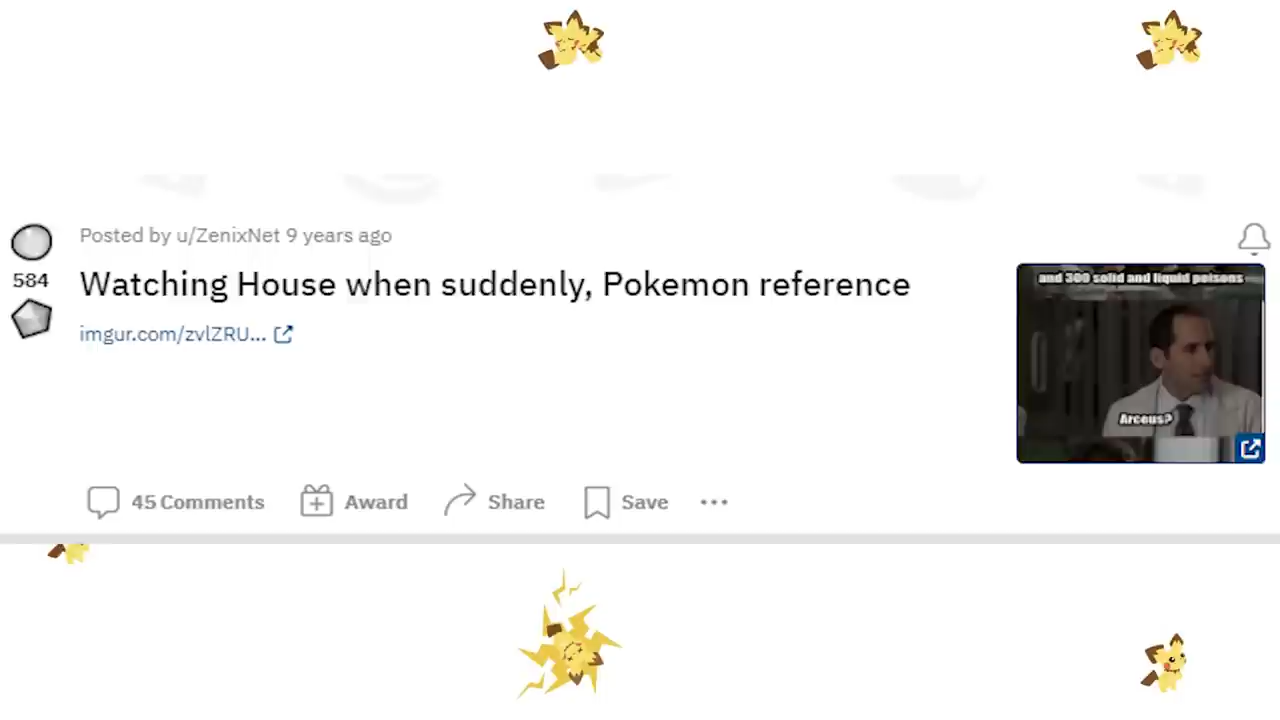 Posted by u/ZenixNet 9 years ago
584
Watching House when suddenly, Pokemon reference
imgur.com/zvlZRU...
and 300 solid and liquid poisons
Arceus?
45 Comments
Award
Share
Save